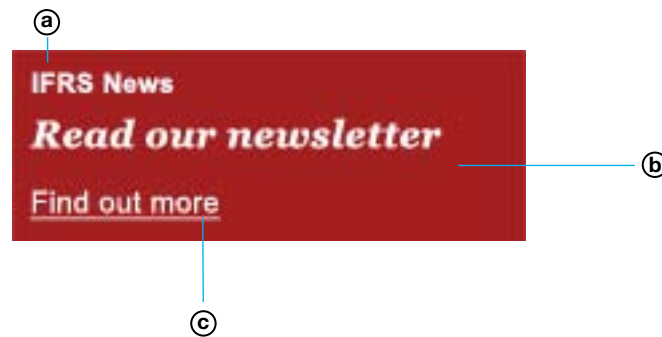 a
IFRS News
Read our newsletter
b
Find out more
c